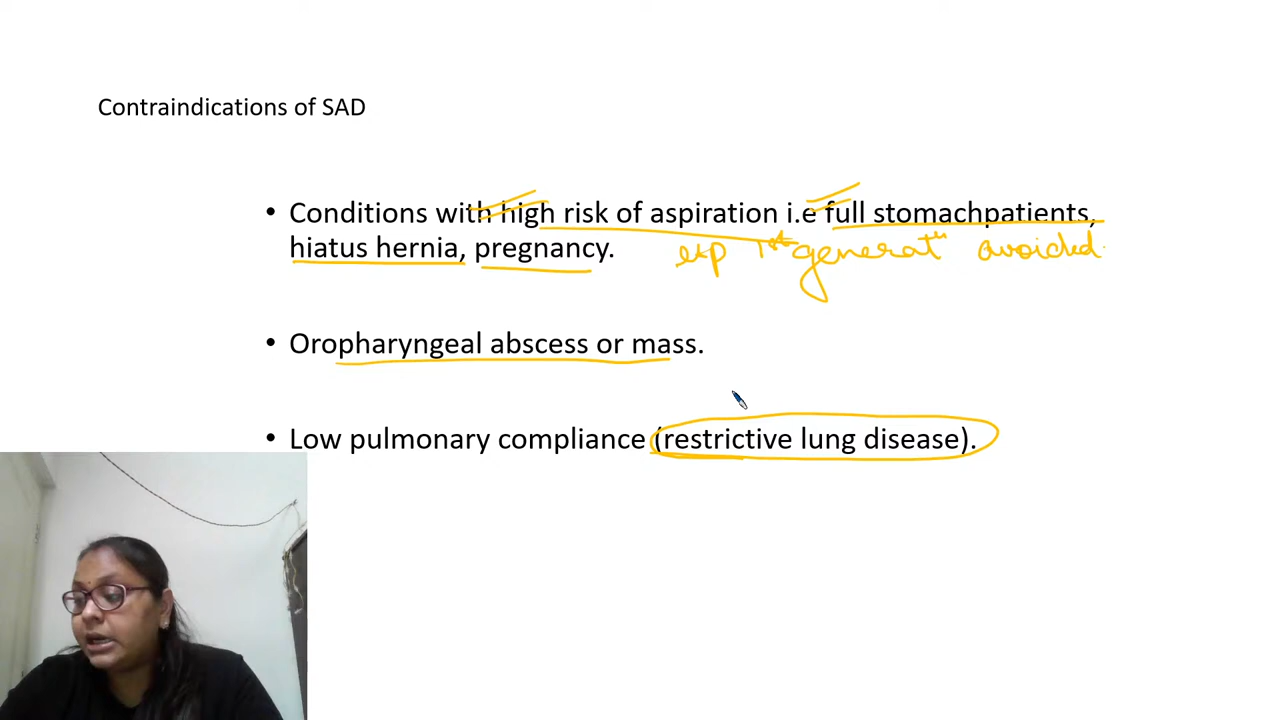 Contraindications of SAD
• Conditions with high risk of aspiration i.e full stomachpatients,
hiatus hernia, pregnancy. esp 1st generatn avoided.
• Oropharyngeal abscess or mass.
• Low pulmonary compliance (restrictive lung disease).